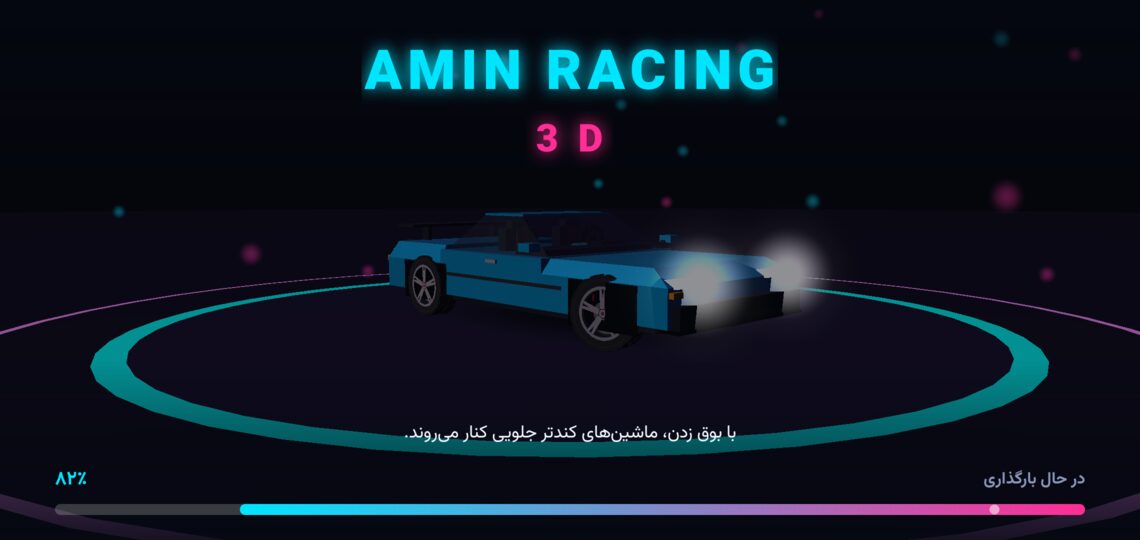 AMIN RACING
3 D
با بوق زدن، ماشین‌های کندتر جلویی کنار می‌روند.
در حال بارگذاری
۸۲٪